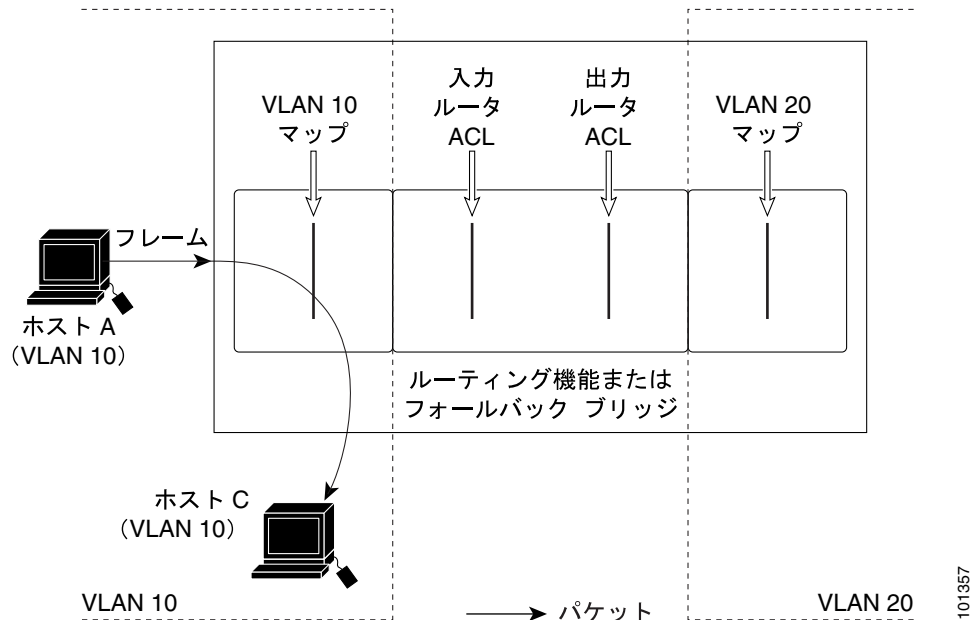 VLAN 10
マップ
入力
ルータ
ACL
出力
ルータ
ACL
VLAN 20
マップ
フレーム
ホスト A
（VLAN 10）
ルーティング機能または
フォールバック ブリッジ
ホスト C
（VLAN 10）
VLAN 10
パケット
VLAN 20
101357